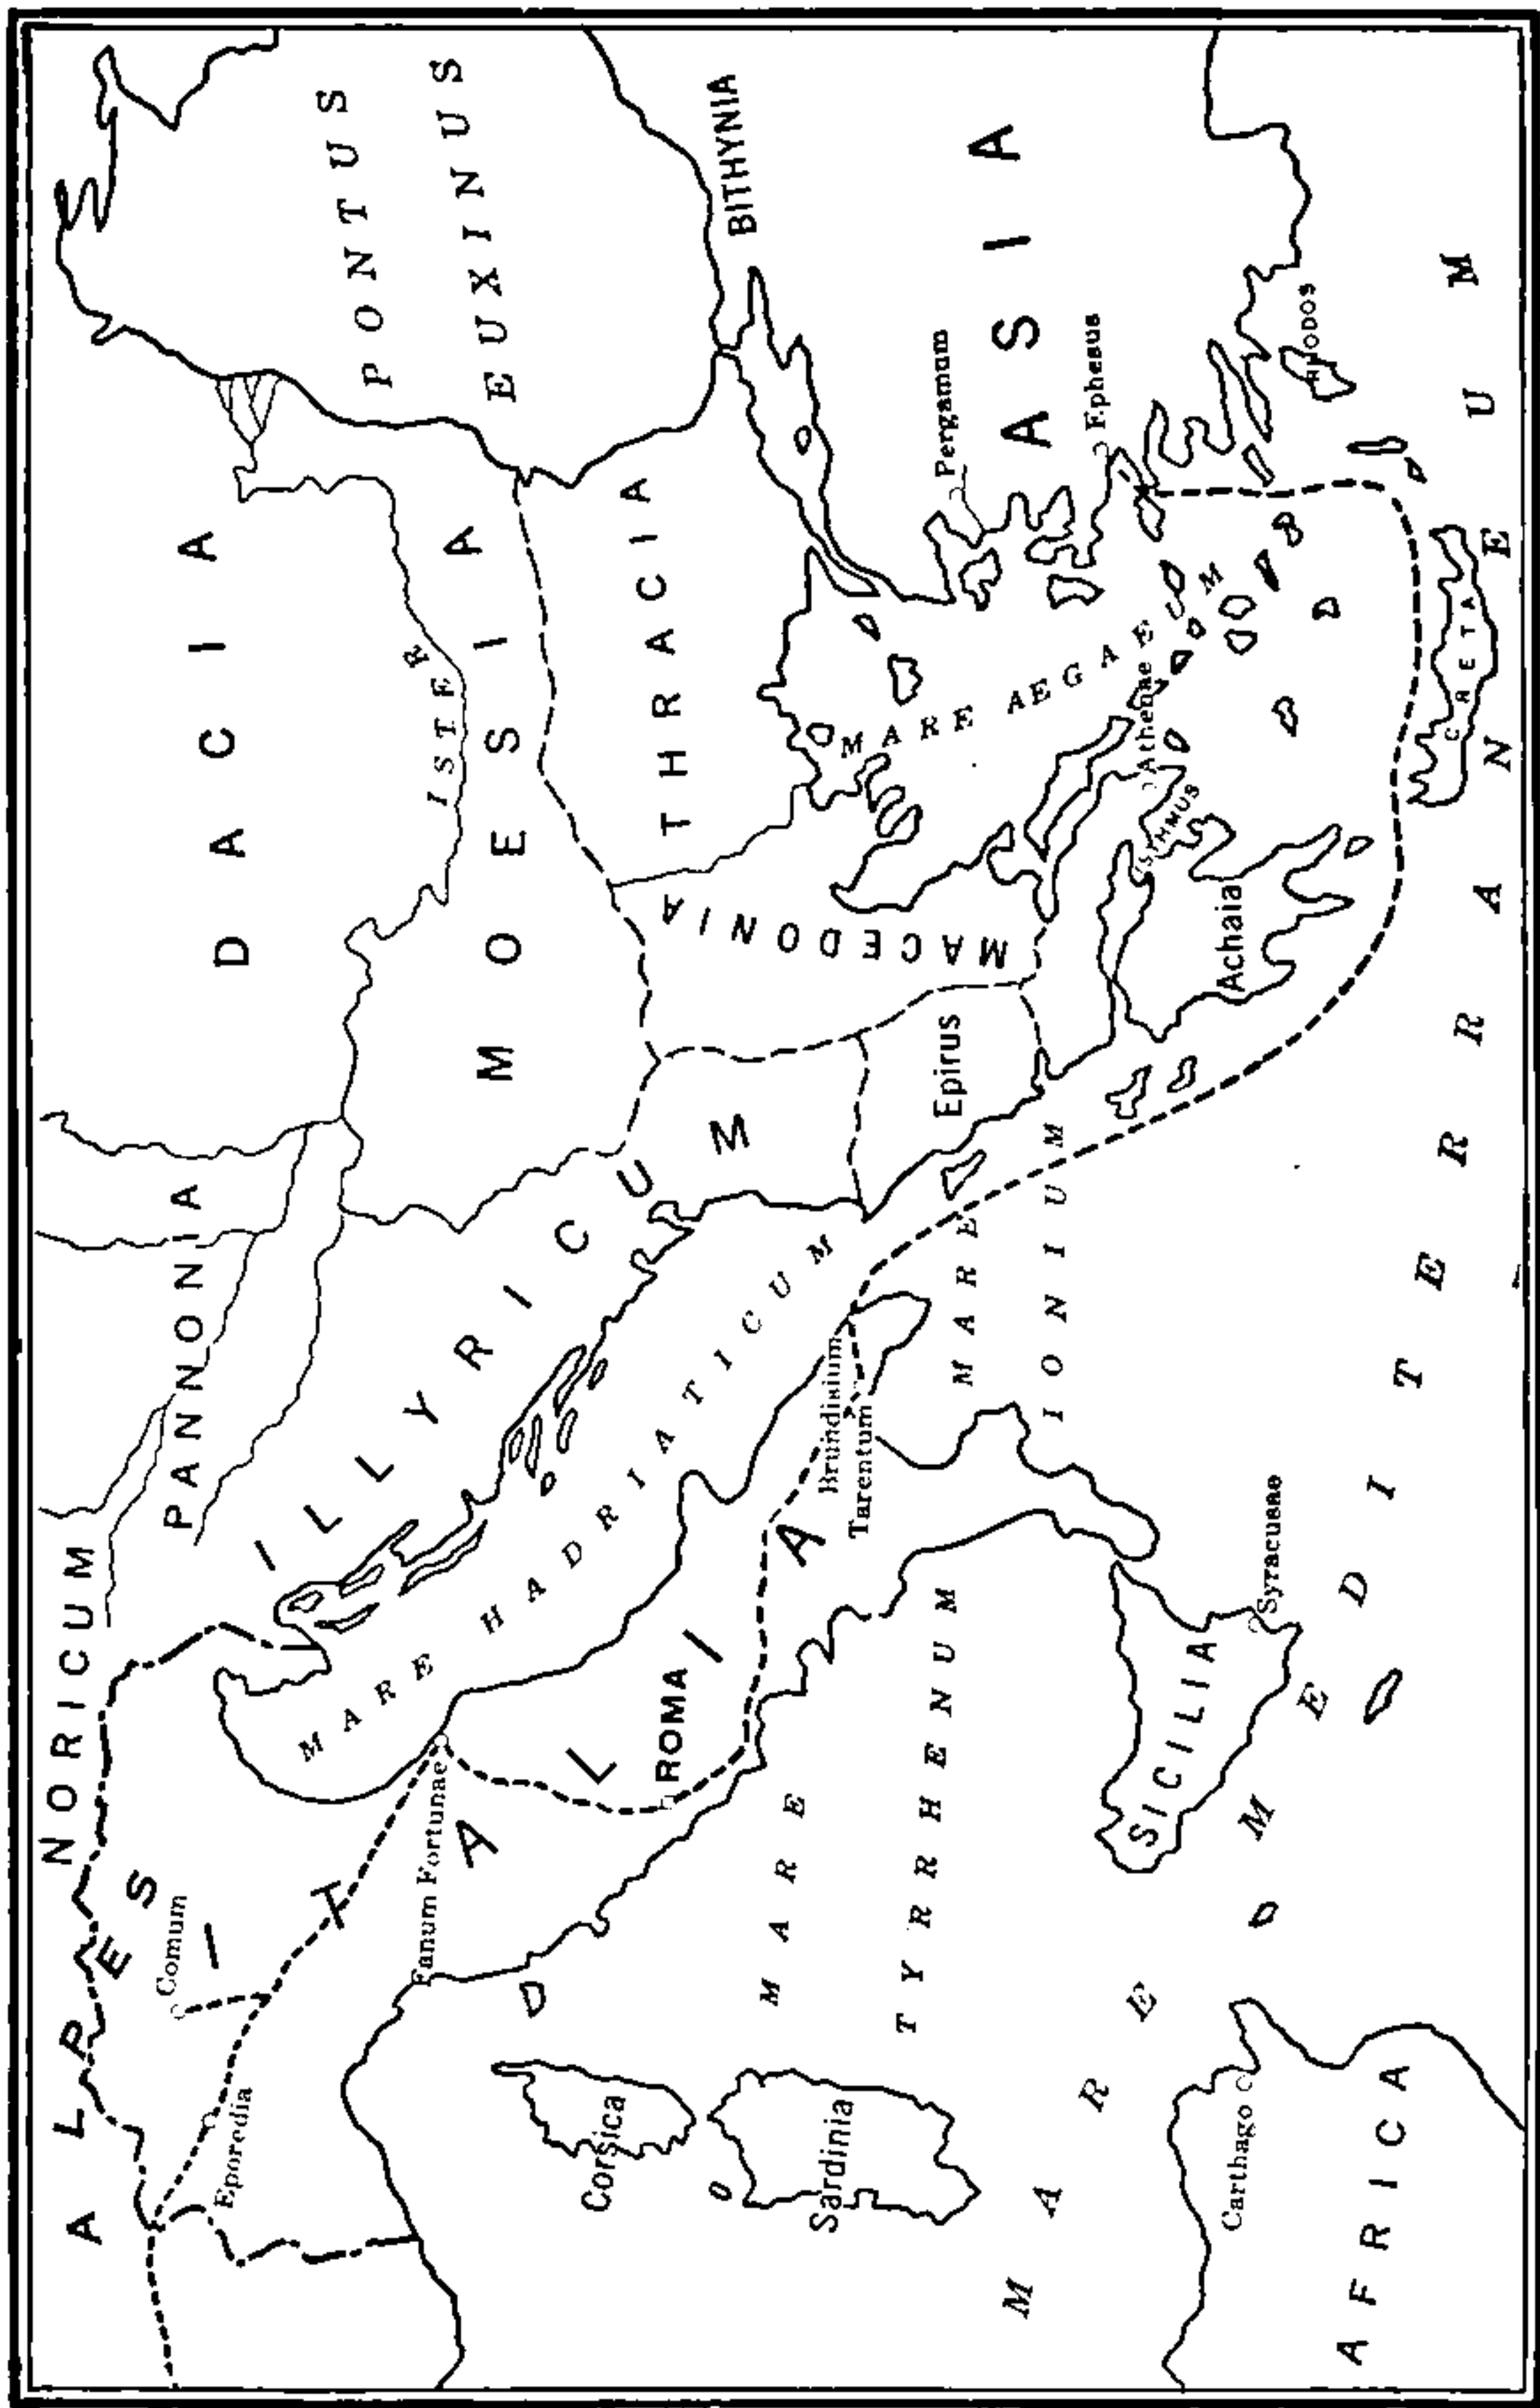 ALPES
NORICUM
PANNONIA
DACIA
PONTUS
EUXINUS
Comum
Eporedia
ITALIA
ILLYRICUM
MOESIA
ISTER
Fanum Fortunae
MARE HADRIATICUM
THRACIA
MACEDONIA
BITHYNIA
ROMA
Corsica
Sardinia
Brundisium
Tarentum
Epirus
MARE AEGAEUM
Pergamum
ASIA
Ephesus
MARE
TYRRHENUM
MARE
IONIUM
Athenae
ISTHMUS
Achaia
SICILIA
Syracusae
RHODOS
CRETA
Carthago
AFRICA
MARE MEDITERRANEUM